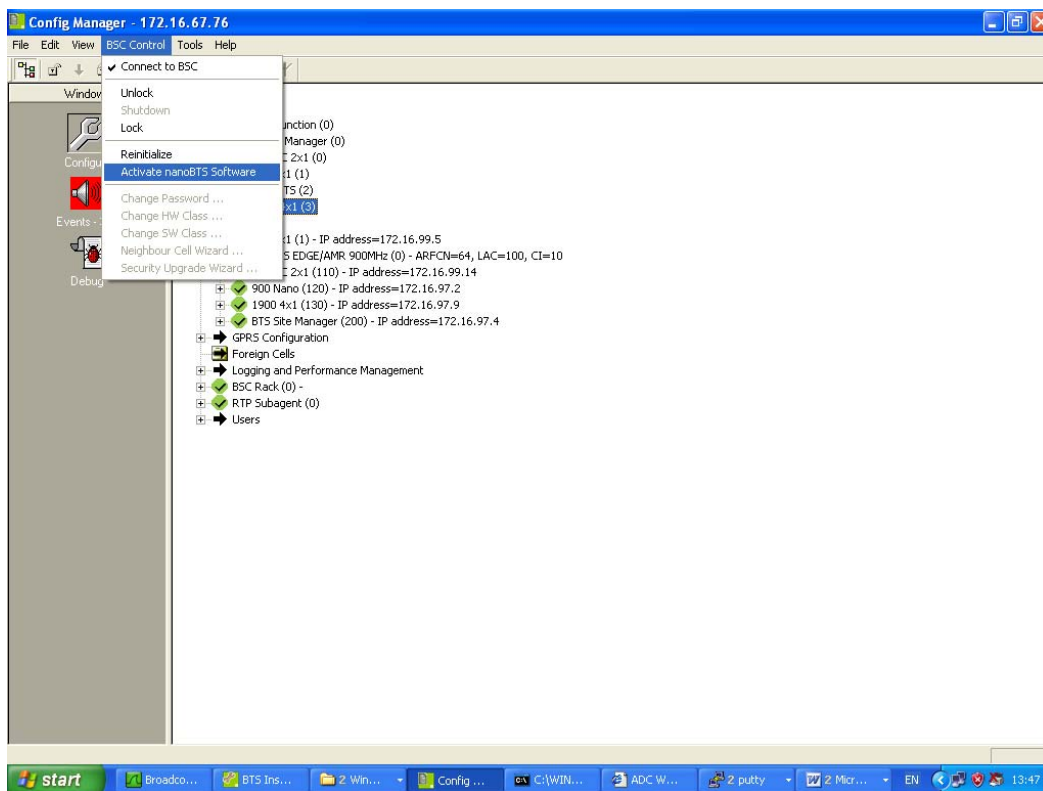 Config Manager - 172.16.67.76
File Edit View BSC Control Tools Help
Connect to BSC
Unlock
Shutdown
Lock
Reinitialize
Activate nanoBTS Software
Change Password ...
Change HW Class ...
Change SW Class ...
Neighbour Cell Wizard ...
Security Upgrade Wizard ...
Window
Configu
Events -
Debug
unction (0)
Manager (0)
2x1 (0)
x1 (1)
TS (2)
x1 (3)
x1 (1) - IP address=172.16.99.5
S EDGE/AMR 900MHz (0) - ARFCN=64, LAC=100, CI=10
2x1 (110) - IP address=172.16.99.14
900 Nano (120) - IP address=172.16.97.2
1900 4x1 (130) - IP address=172.16.97.9
BTS Site Manager (200) - IP address=172.16.97.4
GPRS Configuration
Foreign Cells
Logging and Performance Management
BSC Rack (0) -
RTP Subagent (0)
Users
start Broadco... BTS Ins... 2 Win... Config ... C:\WIN... ADC W... 2 putty 2 Micr... EN 13:47